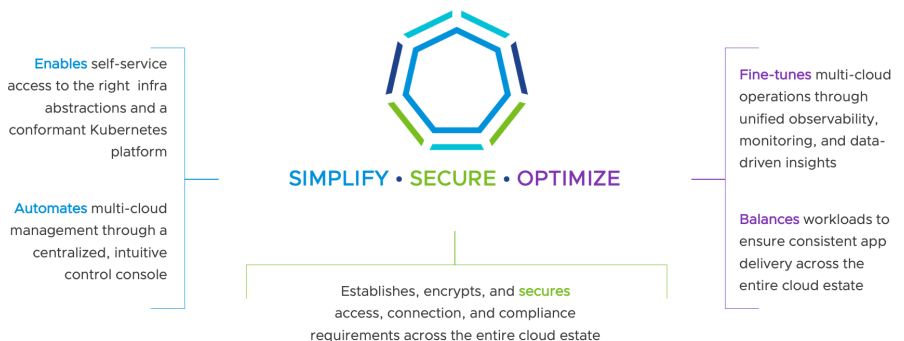 Enables self-service
access to the right infra
abstractions and a
conformant Kubernetes
platform
Automates multi-cloud
management through a
centralized, intuitive
control console
SIMPLIFY • SECURE • OPTIMIZE
Establishes, encrypts, and secures
access, connection, and compliance
requirements across the entire cloud estate
Fine-tunes multi-cloud
operations through
unified observability,
monitoring, and data-
driven insights
Balances workloads to
ensure consistent app
delivery across the
entire cloud estate